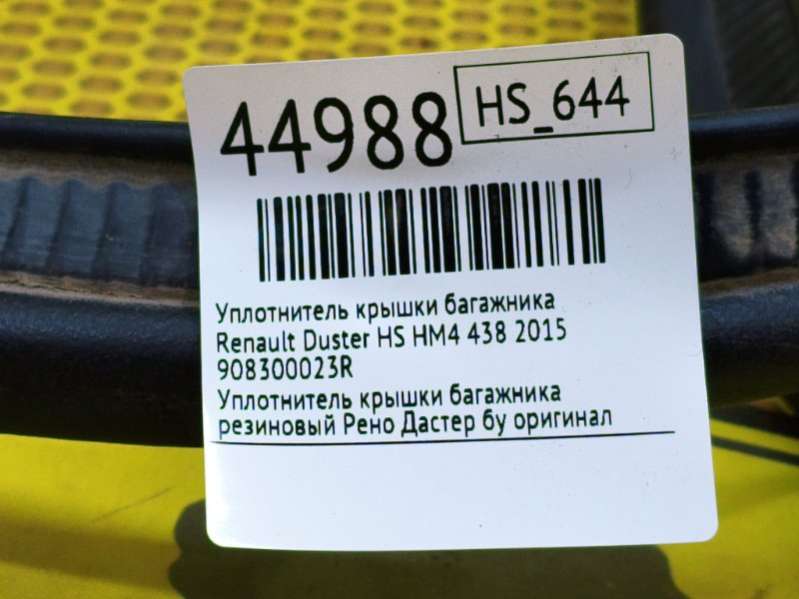 44988
HS_644
Уплотнитель крышки багажника
Renault Duster HS HM4 438 2015
908300023R
Уплотнитель крышки багажника
резиновый Рено Дастер бу оригинал